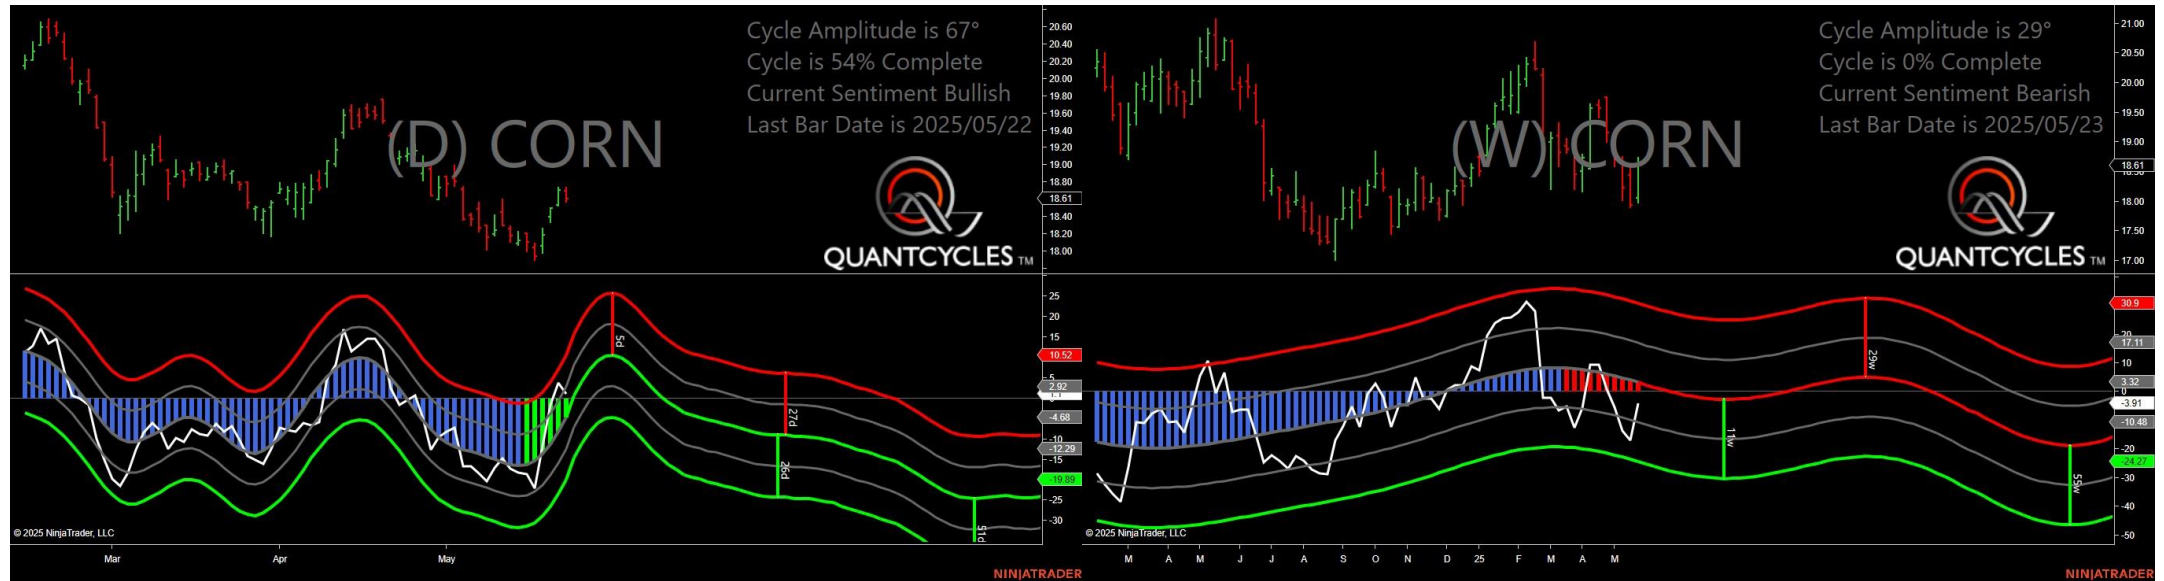 Cycle Amplitude is 67°
Cycle is 54% Complete
Current Sentiment Bullish
Last Bar Date is 2025/05/22
(D) CORN
QUANTCYCLES TM
20.60
20.40
20.20
20.00
19.80
19.60
19.40
19.20
19.00
18.80
18.61
18.40
18.20
18.00
25
20
15
10.52
5
2.92
-4.68
-10
-12.29
-15
-19.89
-25
-30
5d
27d
26d
51d
© 2025 NinjaTrader, LLC
Mar Apr May
NINJATRADER
Cycle Amplitude is 29°
Cycle is 0% Complete
Current Sentiment Bearish
Last Bar Date is 2025/05/23
(W) CORN
QUANTCYCLES TM
21.00
20.50
20.00
19.50
19.00
18.61
18.00
17.50
17.00
30.9
20
17.11
10
3.32
0
-3.91
-10.48
-20
-24.27
-30
-40
-50
29w
11w
55w
© 2025 NinjaTrader, LLC
M A M J J A S O N D 25 F M A M
NINJATRADER